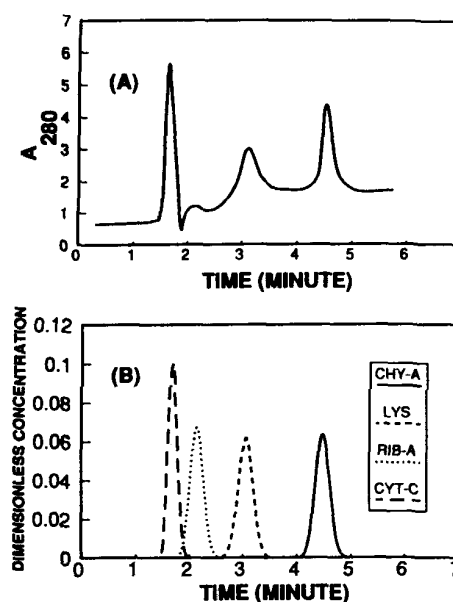 7
6
5
4
3
2
1
0
A 280
(A)
0 1 2 3 4 5 6
TIME (MINUTE)
0.12
0.1
0.08
0.06
0.04
0.02
0
DIMENSIONLESS CONCENTRATION
(B)
CHY-A
LYS
RIB-A
CYT-C
0 1 2 3 4 5 6 7
TIME (MINUTE)